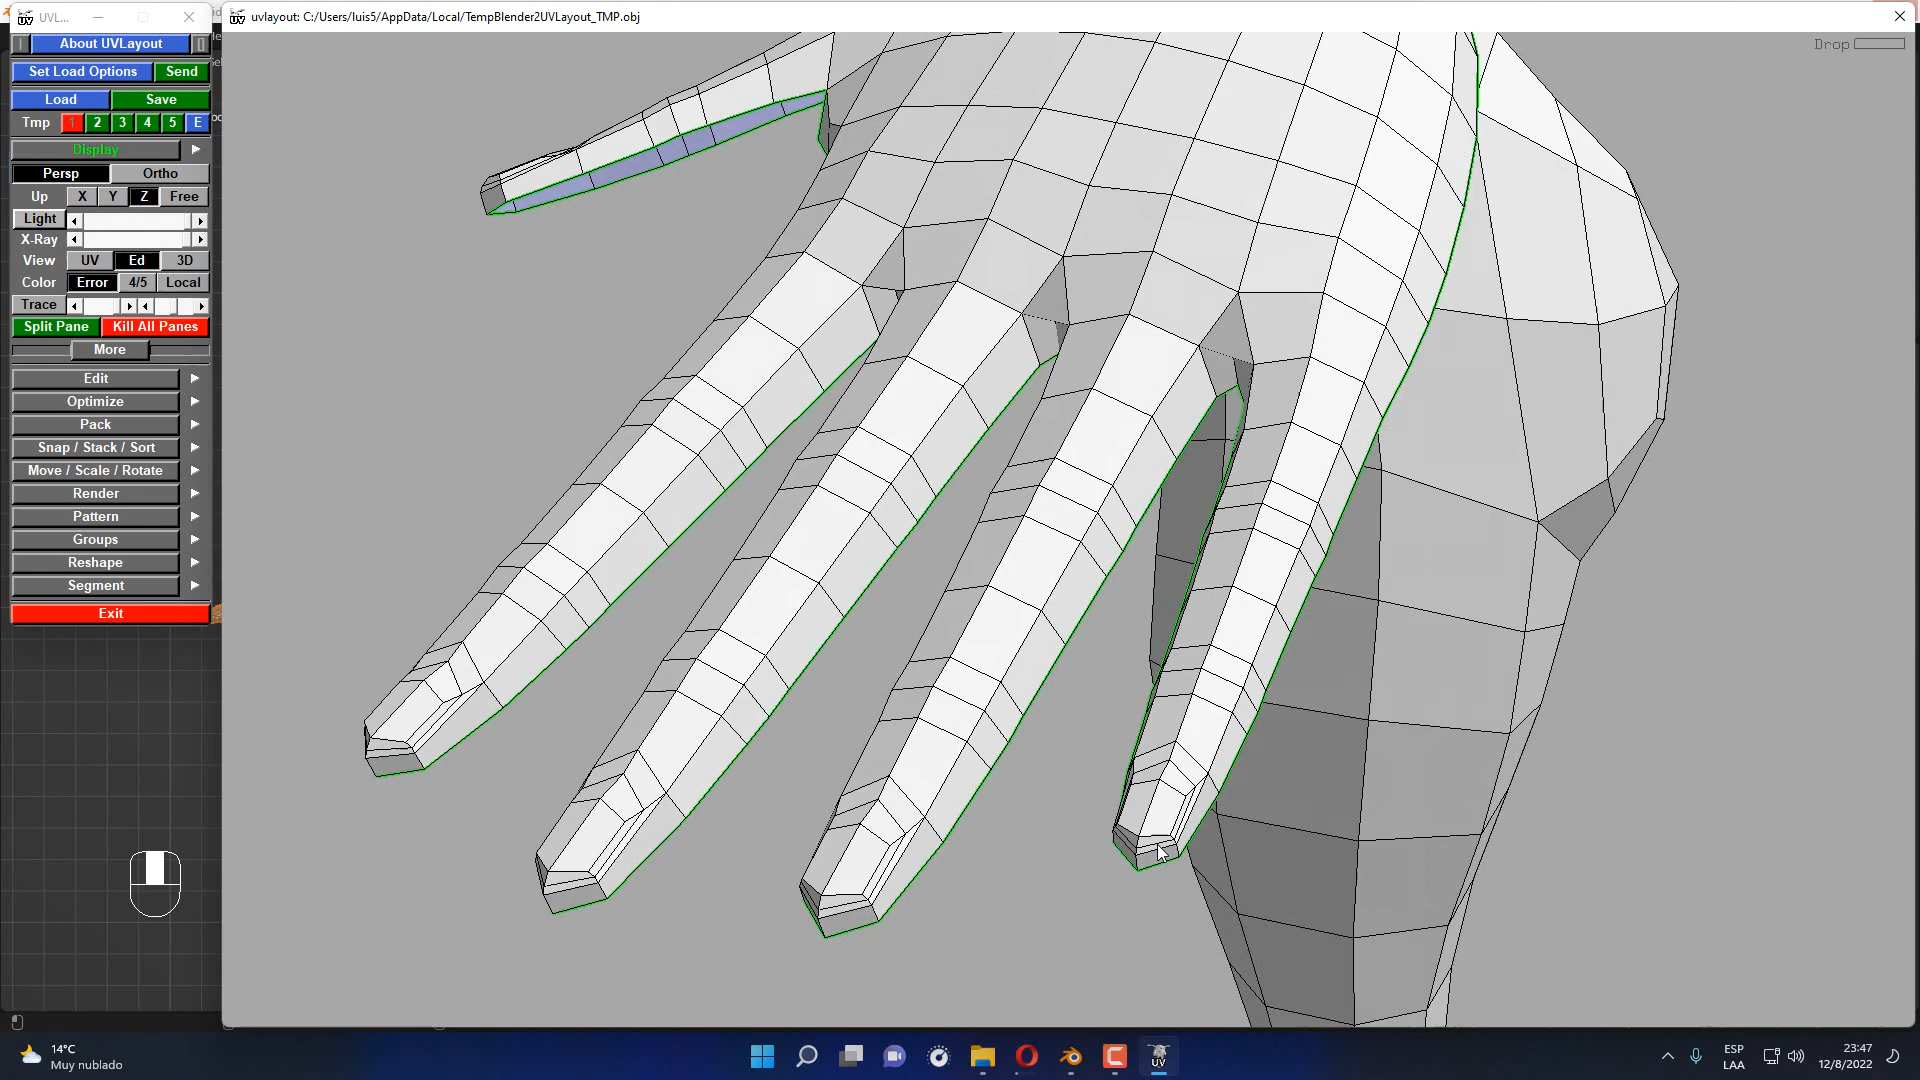 UVL...
uvlayout: C:/Users/luis5/AppData/Local/TempBlender2UVLayout_TMP.obj
About UVLayout
Set Load Options
Send
Load
Save
Tmp
1
2
3
4
5
E
Display
Persp
Ortho
Up
X
Y
Z
Free
Light
X-Ray
View
UV
Ed
3D
Color
Error
4/5
Local
Trace
Split Pane
Kill All Panes
More
Edit
Optimize
Pack
Snap / Stack / Sort
Move / Scale / Rotate
Render
Pattern
Groups
Reshape
Segment
Exit
Drop
14°C
Muy nublado
UV
ESP
LAA
23:47
12/8/2022